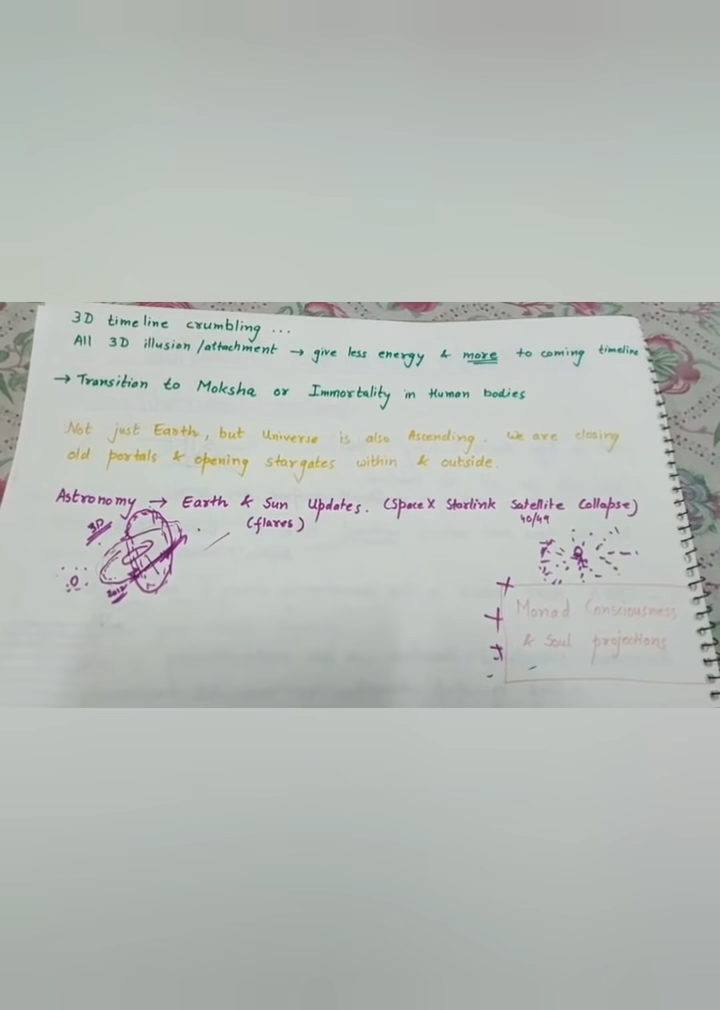 3D timeline crumbling ...
All 3D illusion/attachment → give less energy & more to coming timeline
→ Transition to Moksha or Immortality in Human bodies
Not just Earth, but Universe is also Ascending. We are closing
old portals & opening stargates within & outside.
Astronomy → Earth & Sun Updates. (SpaceX Starlink Satellite Collapse)
(flares)
40/49
3D
Monad Consciousness
& Soul projections